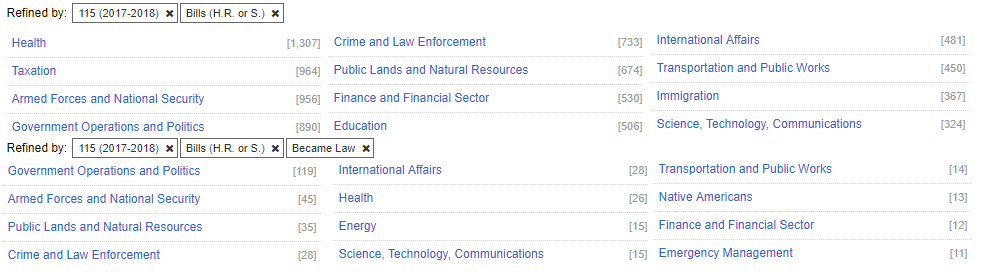 Refined by: 115 (2017-2018) ✖ Bills (H.R. or S.) ✖
Health [1,307] Crime and Law Enforcement [733] International Affairs [481]
Taxation [964] Public Lands and Natural Resources [674] Transportation and Public Works [450]
Armed Forces and National Security [956] Finance and Financial Sector [530] Immigration [367]
Government Operations and Politics [890] Education [506] Science, Technology, Communications [324]
Refined by: 115 (2017-2018) ✖ Bills (H.R. or S.) ✖ Became Law ✖
Government Operations and Politics [119] International Affairs [28] Transportation and Public Works [14]
Armed Forces and National Security [45] Health [26] Native Americans [13]
Public Lands and Natural Resources [35] Energy [15] Finance and Financial Sector [12]
Crime and Law Enforcement [28] Science, Technology, Communications [15] Emergency Management [11]